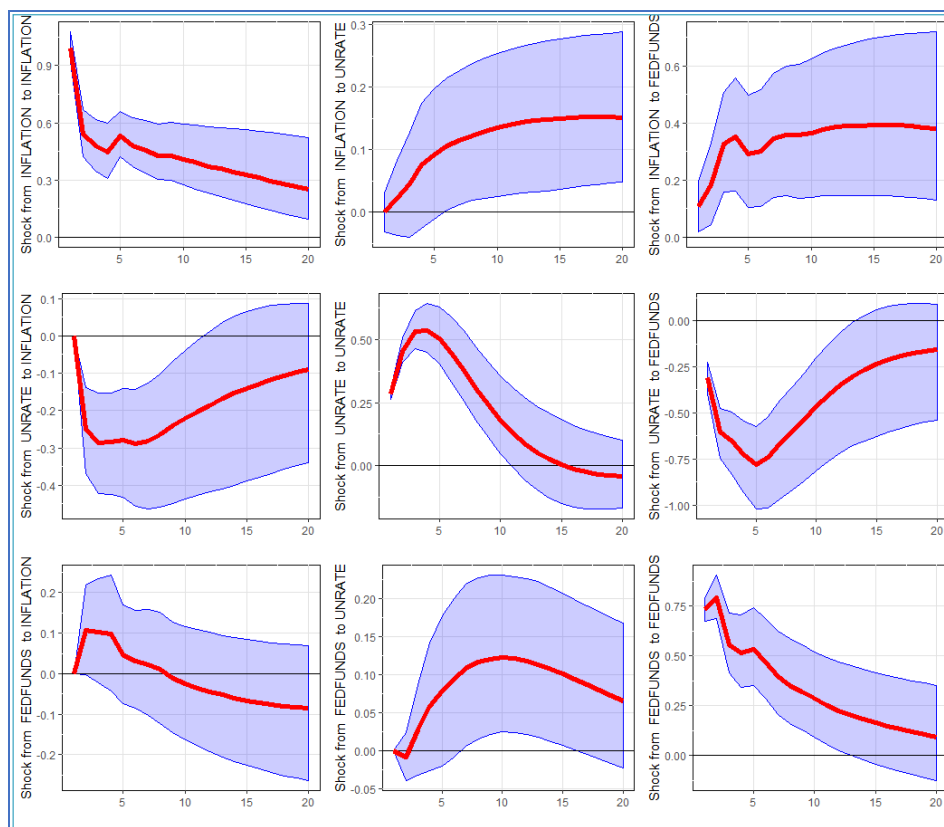 Shock from INFLATION to INFLATION
0.9
0.6
0.3
0.0
5 10 15 20
Shock from INFLATION to UNRATE
0.3
0.2
0.1
0.0
5 10 15 20
Shock from INFLATION to FEDFUNDS
0.6
0.4
0.2
0.0
5 10 15 20
Shock from UNRATE to INFLATION
0.1
0.0
-0.1
-0.2
-0.3
-0.4
5 10 15 20
Shock from UNRATE to UNRATE
0.50
0.25
0.00
5 10 15 20
Shock from UNRATE to FEDFUNDS
0.00
-0.25
-0.50
-0.75
-1.00
5 10 15 20
Shock from FEDFUNDS to INFLATION
0.2
0.1
0.0
-0.1
-0.2
5 10 15 20
Shock from FEDFUNDS to UNRATE
0.20
0.15
0.10
0.05
0.00
-0.05
5 10 15 20
Shock from FEDFUNDS to FEDFUNDS
0.75
0.50
0.25
0.00
5 10 15 20